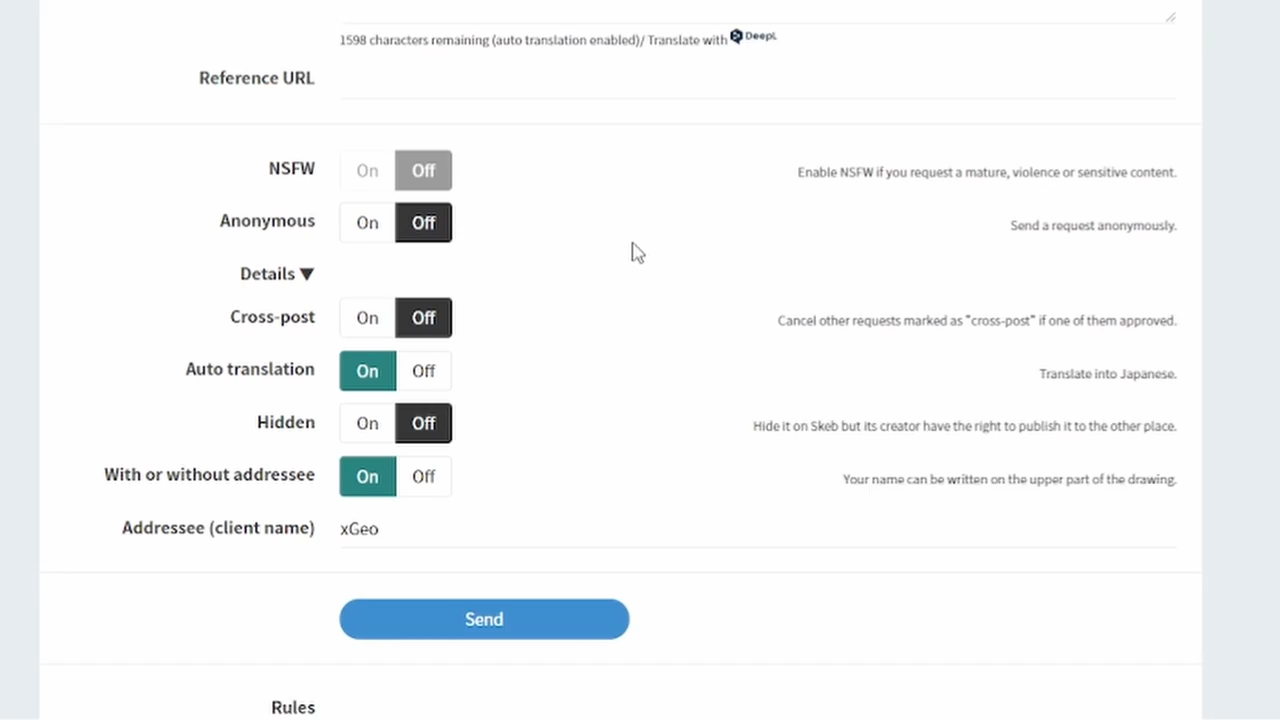 1598 characters remaining (auto translation enabled)/ Translate with DeepL
Reference URL
NSFW On Off Enable NSFW if you request a mature, violence or sensitive content.
Anonymous On Off Send a request anonymously.
Details ▼
Cross-post On Off Cancel other requests marked as "cross-post" if one of them approved.
Auto translation On Off Translate into Japanese.
Hidden On Off Hide it on Skeb but its creator have the right to publish it to the other place.
With or without addressee On Off Your name can be written on the upper part of the drawing.
Addressee (client name) xGeo
Send
Rules